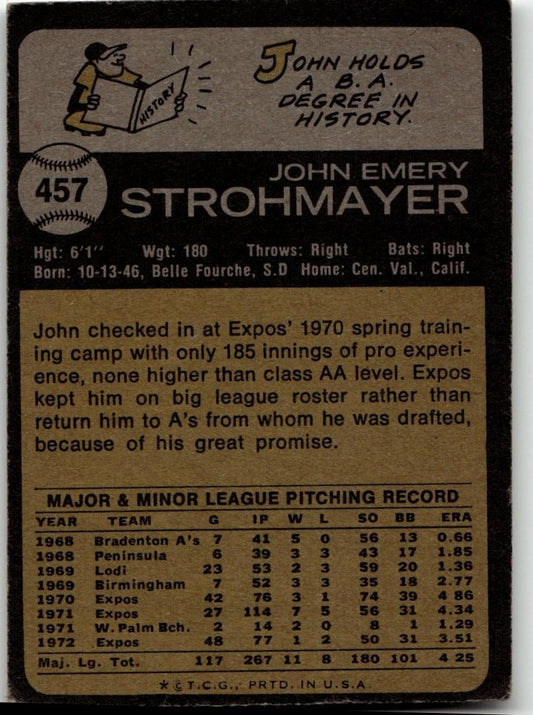 JOHN HOLDS
A B.A.
DEGREE IN
HISTORY.
HISTORY
457
JOHN EMERY
STROHMAYER
Hgt: 6'1" Wgt: 180 Throws: Right Bats: Right
Born: 10-13-46, Belle Fourche, S.D Home: Cen. Val., Calif.
John checked in at Expos' 1970 spring train-
ing camp with only 185 innings of pro experi-
ence, none higher than class AA level. Expos
kept him on big league roster rather than
return him to A's from whom he was drafted,
because of his great promise.
MAJOR & MINOR LEAGUE PITCHING RECORD
YEAR TEAM G IP W L SO BB ERA
1968 Bradenton A's 7 41 5 0 56 13 0.66
1968 Peninsula 6 39 3 3 43 17 1.85
1969 Lodi 23 53 2 3 59 20 1.36
1969 Birmingham 7 52 3 3 35 18 2.77
1970 Expos 42 76 3 1 74 39 4 86
1971 Expos 27 114 7 5 56 31 4.34
1971 W. Palm Bch. 2 14 2 0 8 1 1.29
1972 Expos 48 77 1 2 50 31 3.51
Maj. Lg. Tot. 117 267 11 8 180 101 4 25
*©T.C.G., PRTD. IN U.S.A.